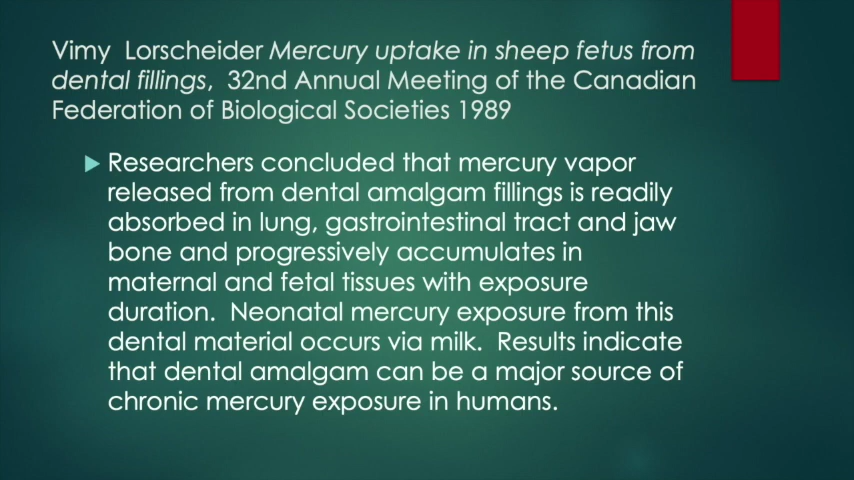 Vimy  Lorscheider Mercury uptake in sheep fetus from
dental fillings,  32nd Annual Meeting of the Canadian
Federation of Biological Societies 1989
Researchers concluded that mercury vapor
released from dental amalgam fillings is readily
absorbed in lung, gastrointestinal tract and jaw
bone and progressively accumulates in
maternal and fetal tissues with exposure
duration.  Neonatal mercury exposure from this
dental material occurs via milk.  Results indicate
that dental amalgam can be a major source of
chronic mercury exposure in humans.